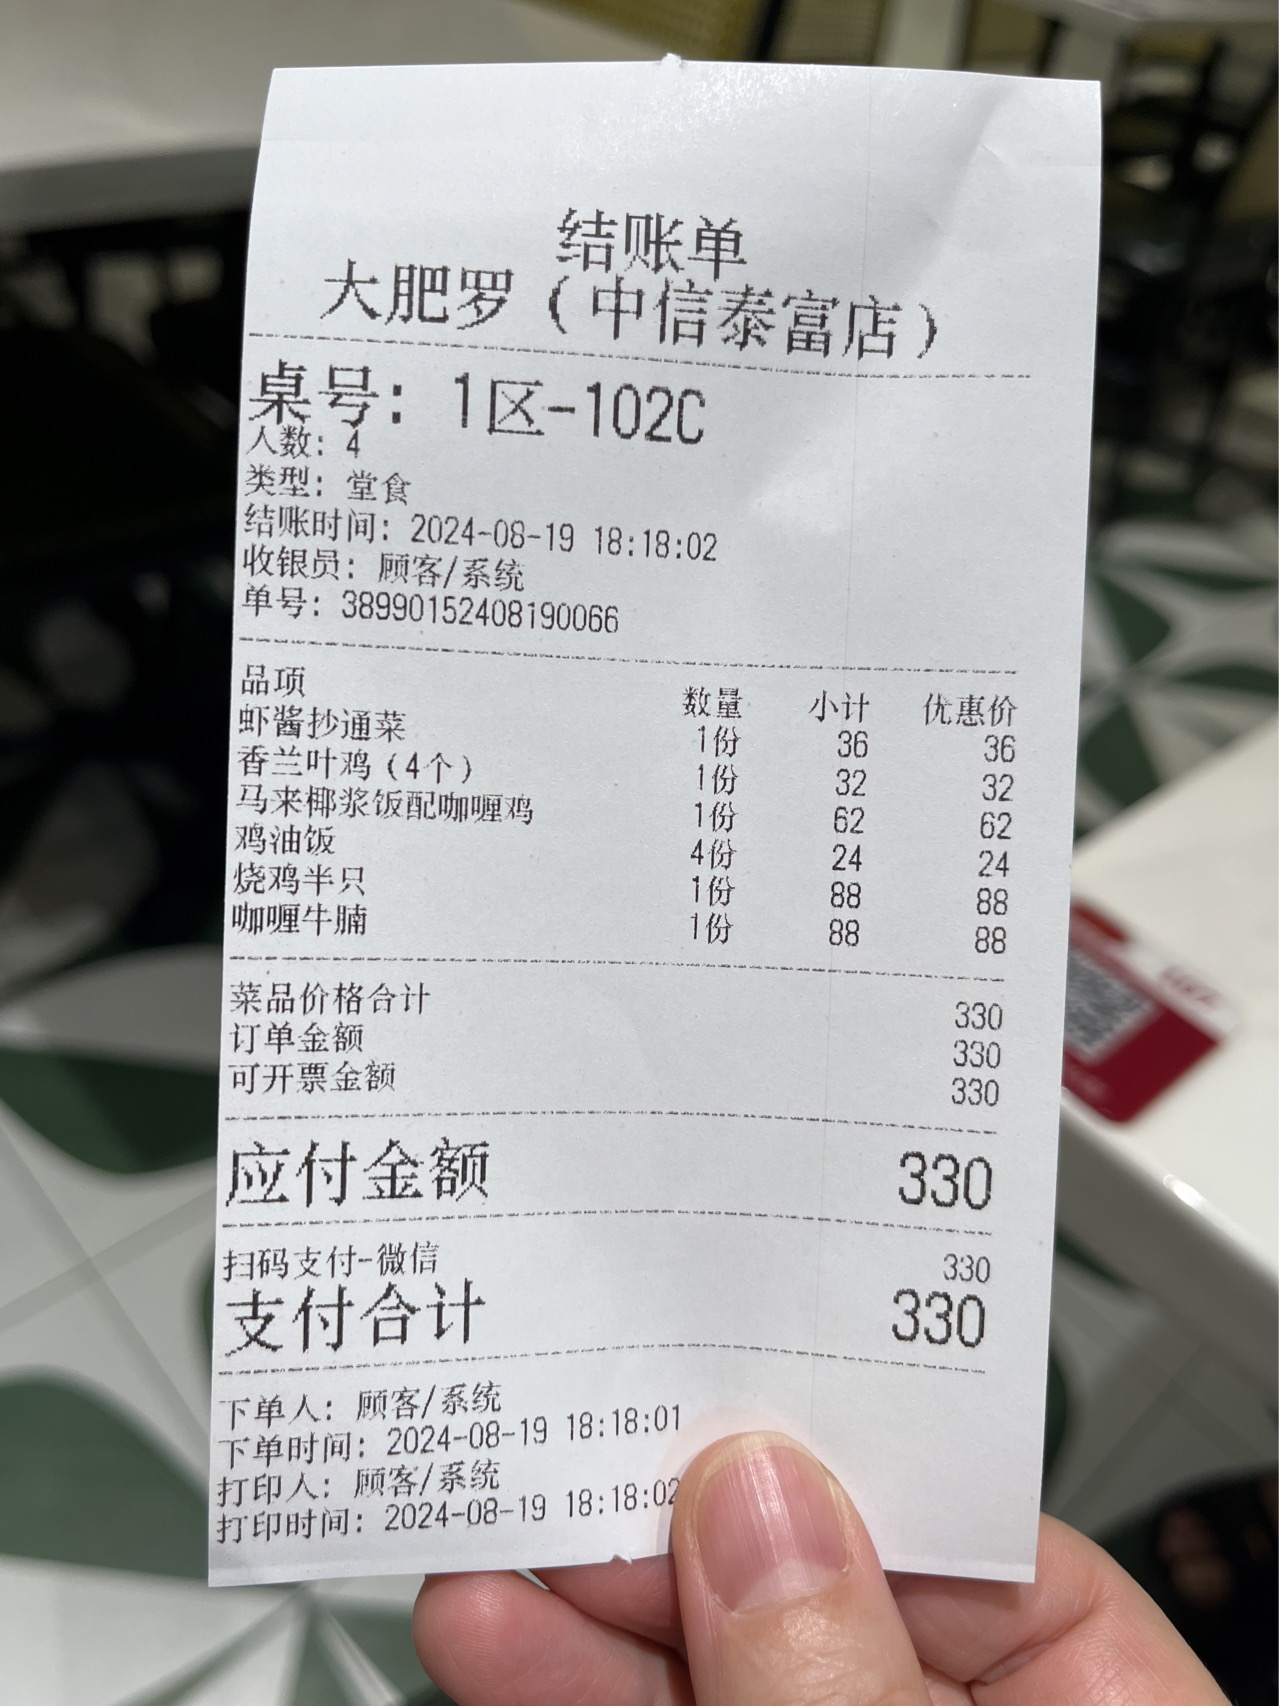 结账单
大肥罗（中信泰富店）
桌号：1区-102C
人数：4
类型：堂食
结账时间：2024-08-19 18:18:02
收银员：顾客/系统
单号：38990152408190066
品项 数量 小计 优惠价
虾酱抄通菜 1份 36 36
香兰叶鸡（4个） 1份 32 32
马来椰浆饭配咖喱鸡 1份 62 62
鸡油饭 4份 24 24
烧鸡半只 1份 88 88
咖喱牛腩 1份 88 88
菜品价格合计 330
订单金额 330
可开票金额 330
应付金额 330
扫码支付-微信 330
支付合计 330
下单人：顾客/系统
下单时间：2024-08-19 18:18:01
打印人：顾客/系统
打印时间：2024-08-19 18:18:02